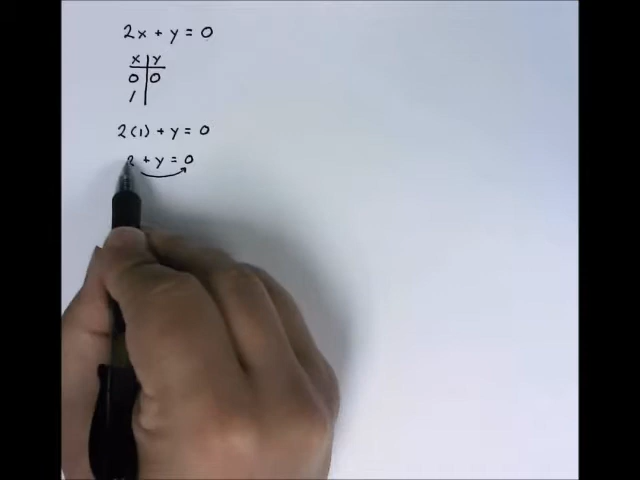 2x + y = 0
x y
0 0
1
2(1) + y = 0
2 + y = 0